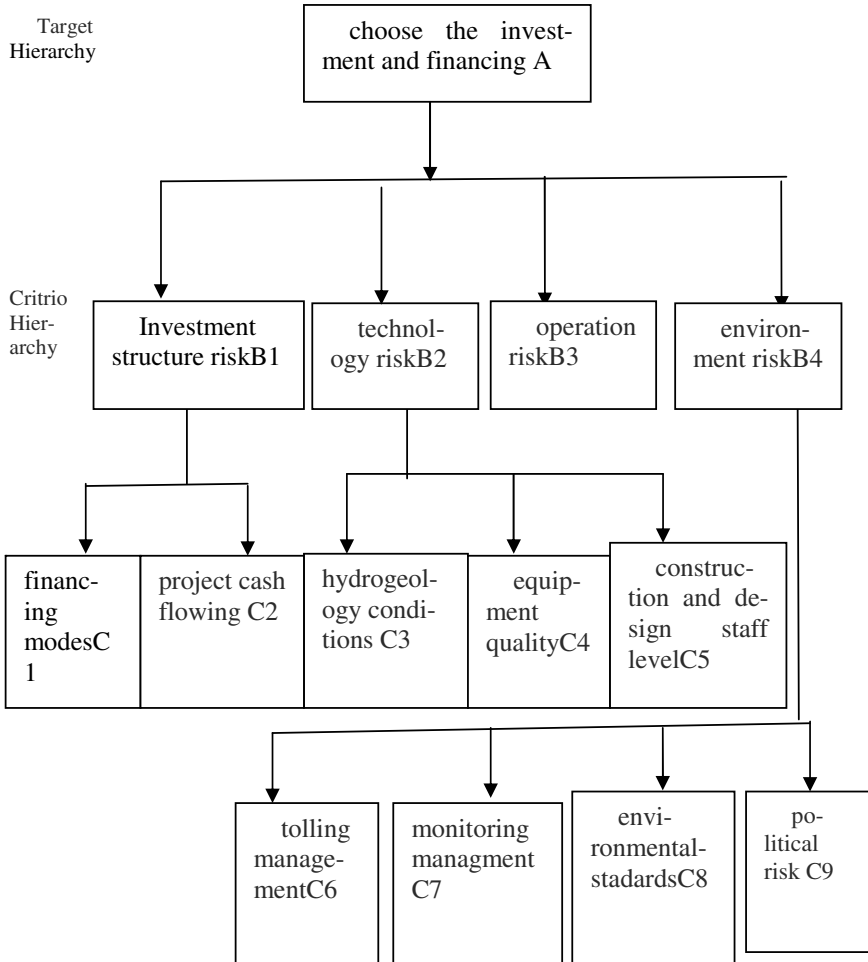 Target
Hierarchy
choose the invest-
ment and financing A
Critrio
Hier-
archy
Investment
structure riskB1
technol-
ogy riskB2
operation
riskB3
environ-
ment riskB4
financ-
ing
modesC
1
project cash
flowing C2
hydrogeol-
ogy condi-
tions C3
equip-
ment
qualityC4
construc-
tion and de-
sign staff
levelC5
tolling
manage-
mentC6
monitoring
managment
C7
envi-
ronmental-
stadardsC8
po-
litical
risk C9